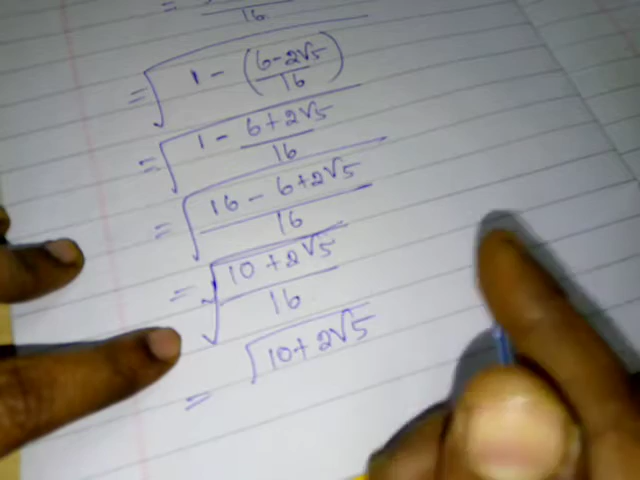 16
= √(1 - ((6-2√5)/16))
= √(1 - (6+2√5)/16)
= √((16 - 6+2√5)/16)
= √((10 + 2√5)/16)
= √(10+2√5)